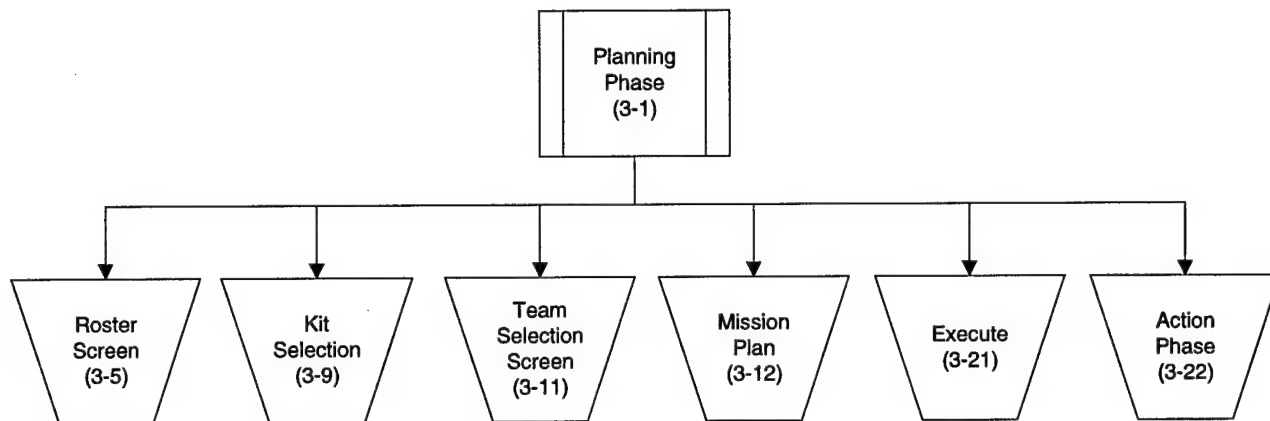 Planning
Phase
(3-1)
Roster
Screen
(3-5)
Kit
Selection
(3-9)
Team
Selection
Screen
(3-11)
Mission
Plan
(3-12)
Execute
(3-21)
Action
Phase
(3-22)